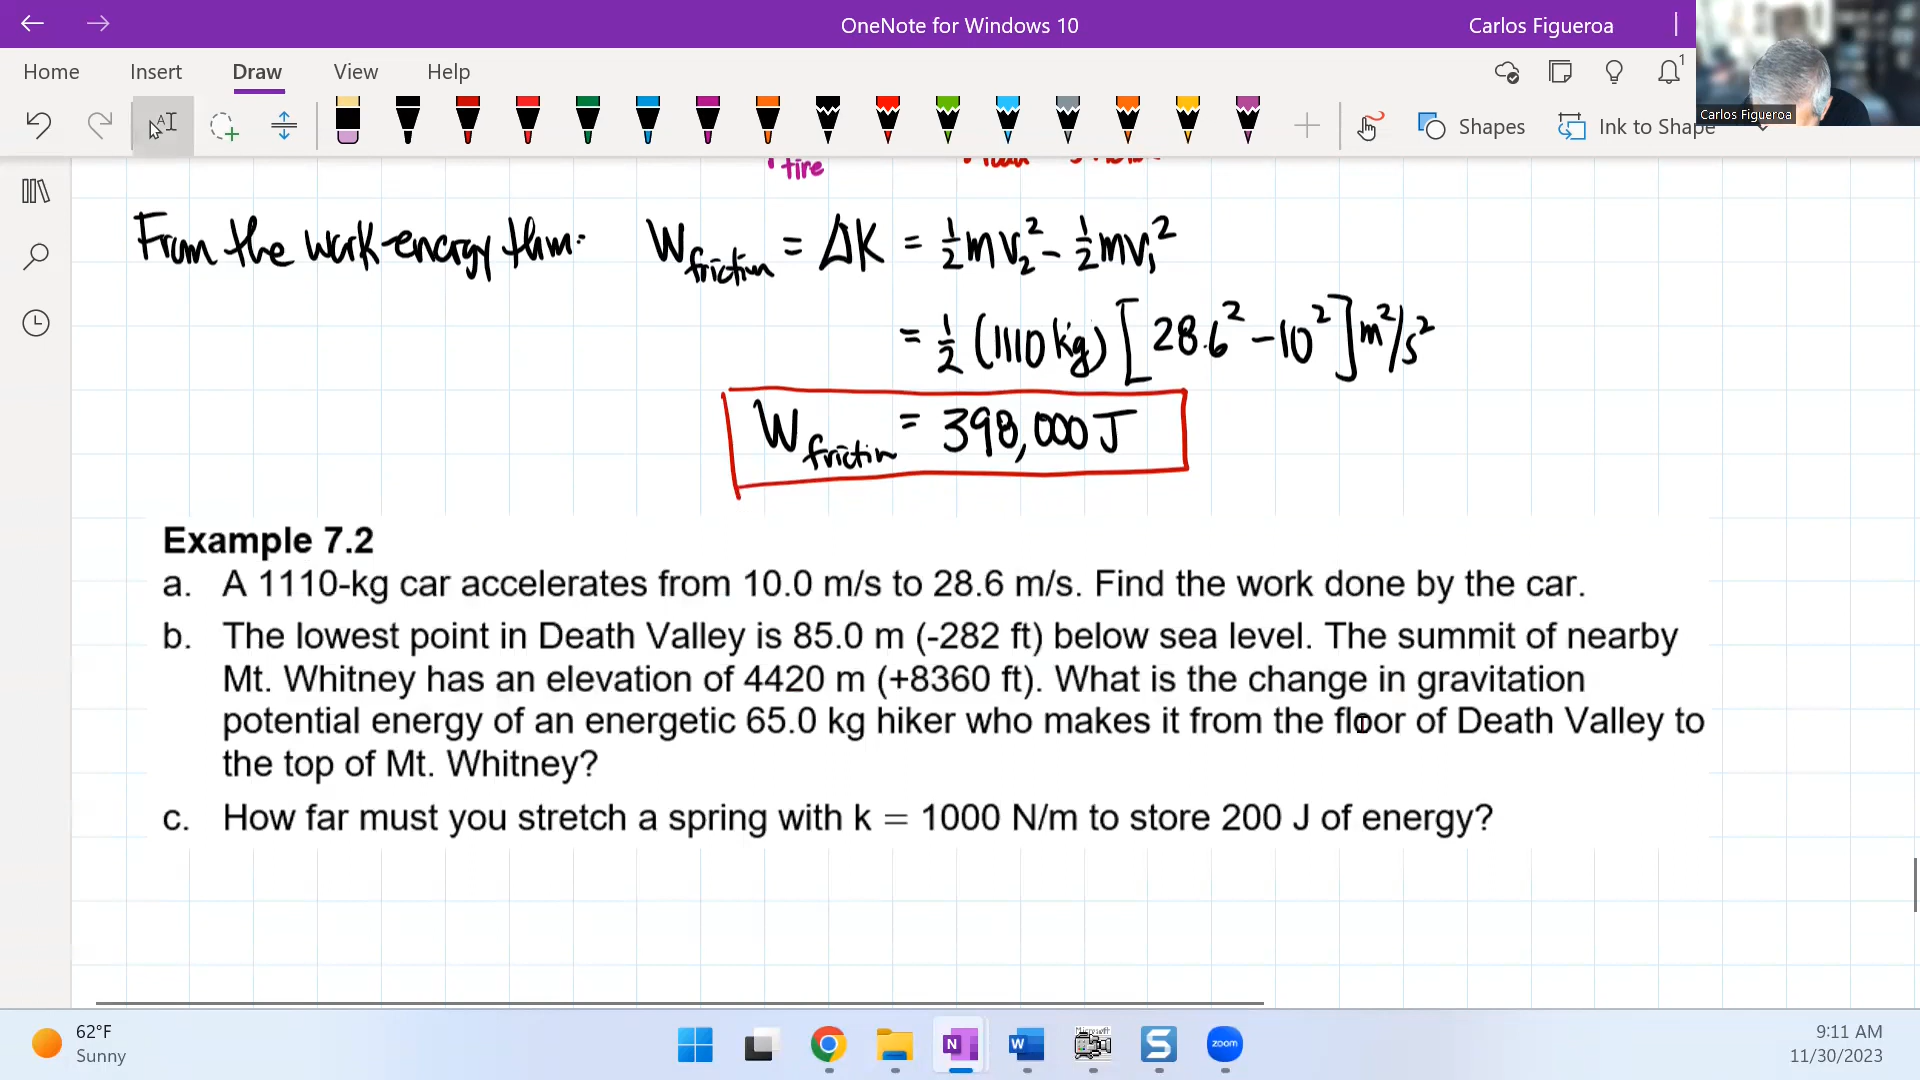 OneNote for Windows 10
Carlos Figueroa
Home Insert Draw View Help
1
Carlos Figueroa
Shapes
Ink to Shape
tire
From the work-energy thm: W friction = ΔK = ½mv₂² - ½mv₁²
= ½ (1110 kg) [28.6² - 10²] m²/s²
W friction = 398,000 J
Example 7.2
a. A 1110-kg car accelerates from 10.0 m/s to 28.6 m/s. Find the work done by the car.
b. The lowest point in Death Valley is 85.0 m (-282 ft) below sea level. The summit of nearby
Mt. Whitney has an elevation of 4420 m (+8360 ft). What is the change in gravitation
potential energy of an energetic 65.0 kg hiker who makes it from the floor of Death Valley to
the top of Mt. Whitney?
c. How far must you stretch a spring with k = 1000 N/m to store 200 J of energy?
62°F
Sunny
Microsoft
zoom
9:11 AM
11/30/2023